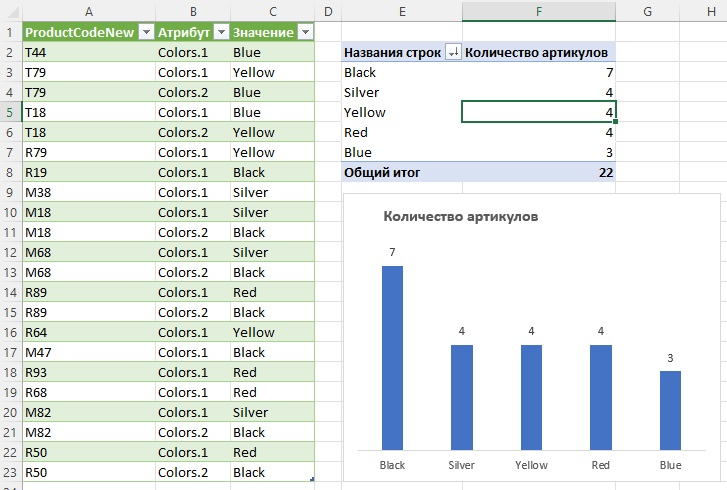 A B C D E F G H
1 ProductCodeNew Атрибут Значение
2 T44 Colors.1 Blue Названия строк Количество артикулов
3 T79 Colors.1 Yellow Black 7
4 T79 Colors.2 Blue Silver 4
5 T18 Colors.1 Blue Yellow 4
6 T18 Colors.2 Yellow Red 4
7 R79 Colors.1 Yellow Blue 3
8 R19 Colors.1 Black Общий итог 22
9 M38 Colors.1 Silver
10 M18 Colors.1 Silver
11 M18 Colors.2 Black
12 M68 Colors.1 Silver
13 M68 Colors.2 Black
14 R89 Colors.1 Red
15 R89 Colors.2 Black
16 R64 Colors.1 Yellow
17 M47 Colors.1 Black
18 R93 Colors.1 Red
19 R68 Colors.1 Red
20 M82 Colors.1 Silver
21 M82 Colors.2 Black
22 R50 Colors.1 Red
23 R50 Colors.2 Black
Количество артикулов
7
4 4 4
3
Black Silver Yellow Red Blue